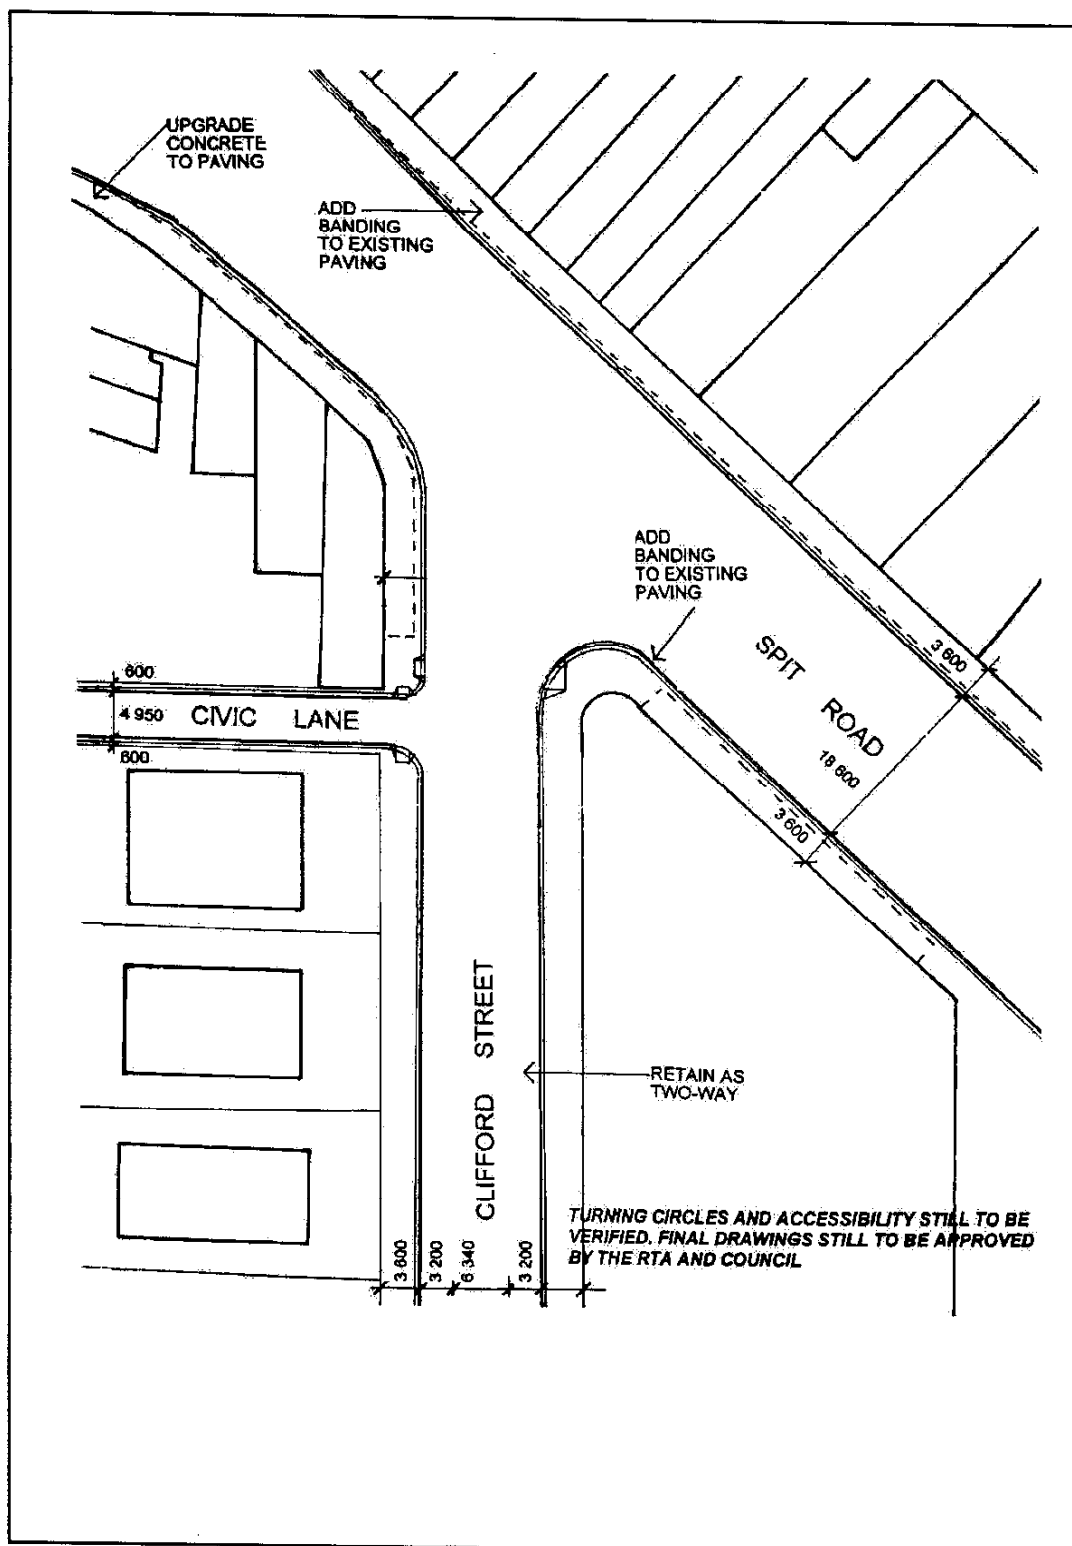 UPGRADE
CONCRETE
TO PAVING
ADD
BANDING
TO EXISTING
PAVING
ADD
BANDING
TO EXISTING
PAVING
SPIT ROAD
3 600
18 600
3 600
600
4 950
600
CIVIC LANE
CLIFFORD STREET
RETAIN AS
TWO-WAY
TURNING CIRCLES AND ACCESSIBILITY STILL TO BE
VERIFIED. FINAL DRAWINGS STILL TO BE APPROVED
BY THE RTA AND COUNCIL
3 600
3 200
6 340
3 200